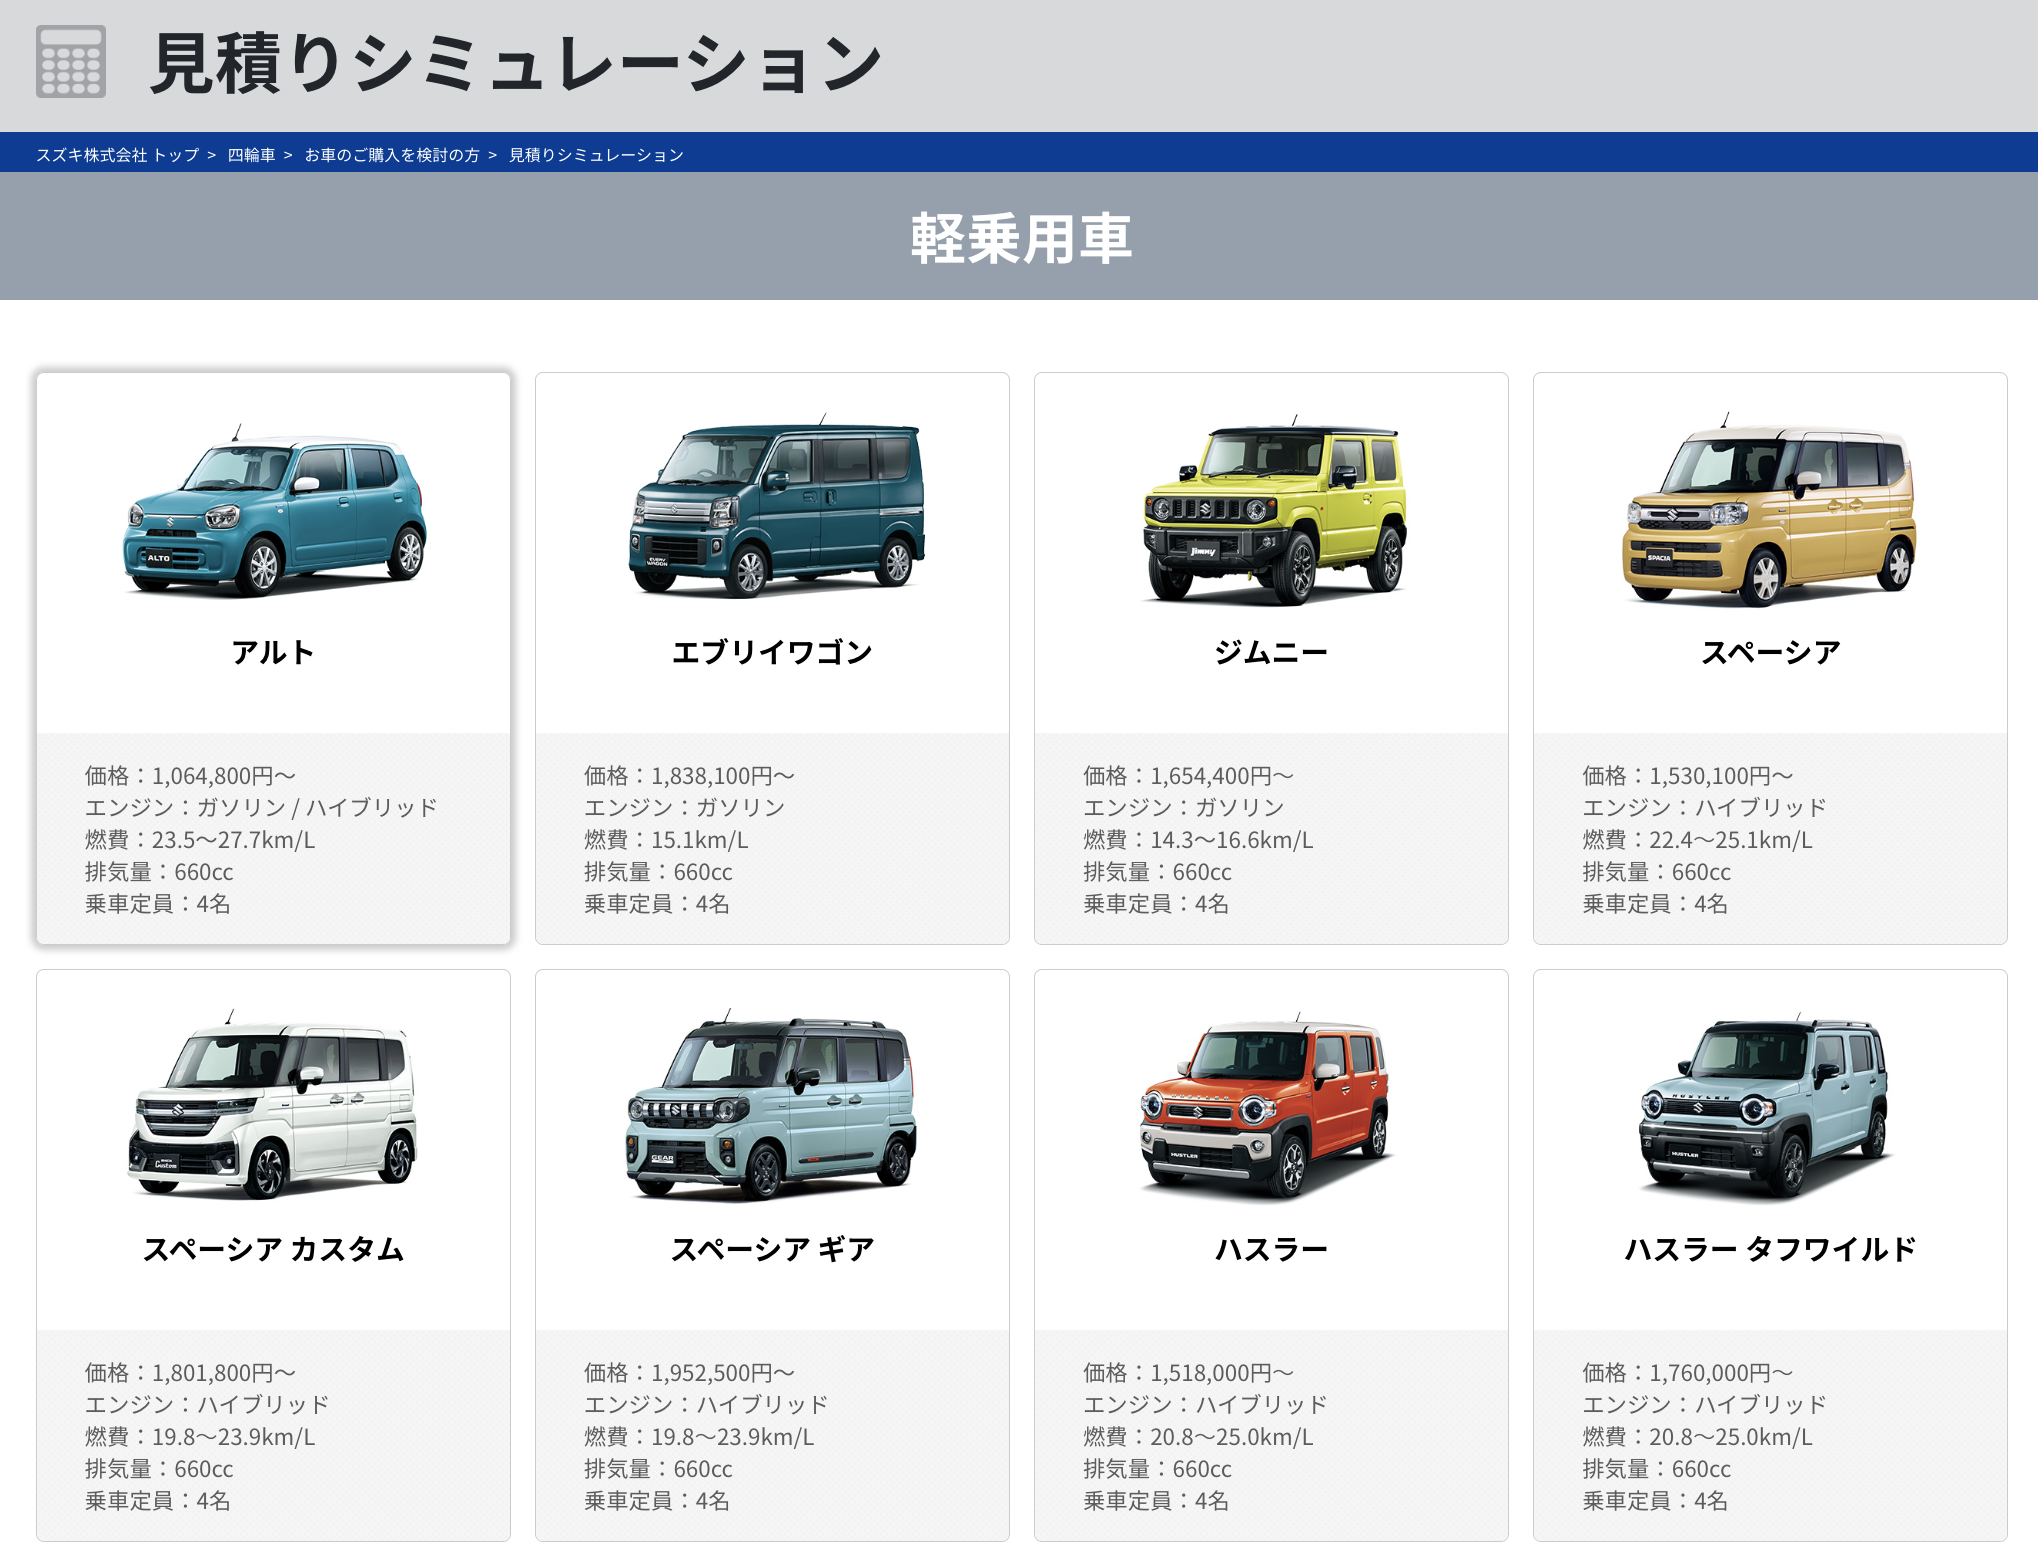 見積りシミュレーション
スズキ株式会社 トップ > 四輪車 > お車のご購入を検討の方 > 見積りシミュレーション
軽乗用車
ALTO
アルト
価格：1,064,800円～
エンジン：ガソリン / ハイブリッド
燃費：23.5～27.7km/L
排気量：660cc
乗車定員：4名
EVERY
WAGON
エブリイワゴン
価格：1,838,100円～
エンジン：ガソリン
燃費：15.1km/L
排気量：660cc
乗車定員：4名
Jimny
ジムニー
価格：1,654,400円～
エンジン：ガソリン
燃費：14.3～16.6km/L
排気量：660cc
乗車定員：4名
SPACIA
スペーシア
価格：1,530,100円～
エンジン：ハイブリッド
燃費：22.4～25.1km/L
排気量：660cc
乗車定員：4名
Custom
スペーシア カスタム
価格：1,801,800円～
エンジン：ハイブリッド
燃費：19.8～23.9km/L
排気量：660cc
乗車定員：4名
GEAR
スペーシア ギア
価格：1,952,500円～
エンジン：ハイブリッド
燃費：19.8～23.9km/L
排気量：660cc
乗車定員：4名
HUSTLER
HUSTLER
ハスラー
価格：1,518,000円～
エンジン：ハイブリッド
燃費：20.8～25.0km/L
排気量：660cc
乗車定員：4名
HUSTLER
HUSTLER
ハスラー タフワイルド
価格：1,760,000円～
エンジン：ハイブリッド
燃費：20.8～25.0km/L
排気量：660cc
乗車定員：4名